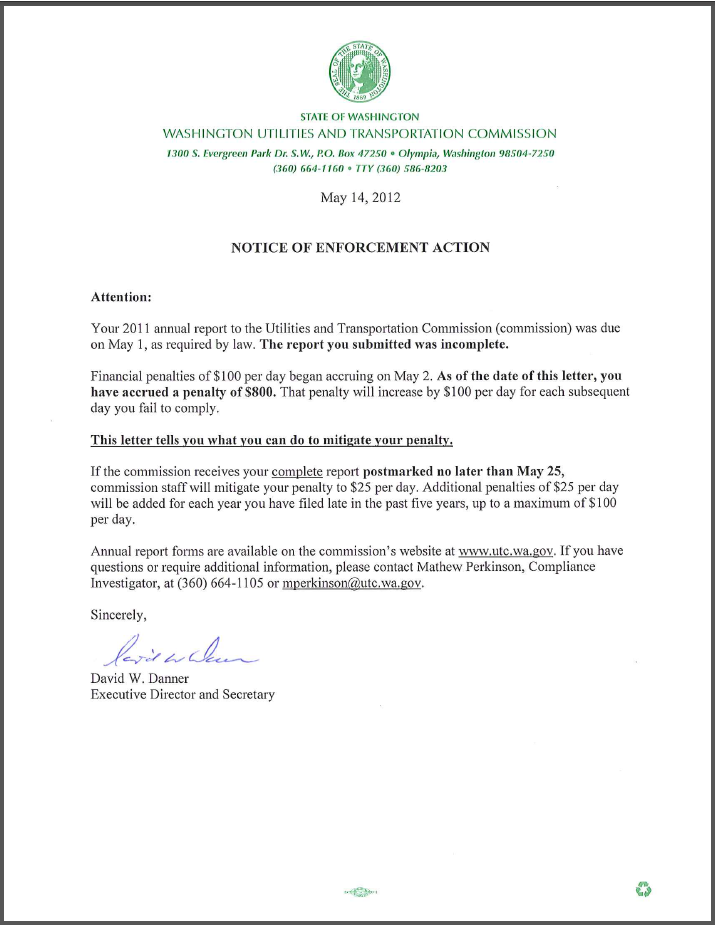 THE SEAL OF THE STATE OF WASHINGTON
1889
STATE OF WASHINGTON
WASHINGTON UTILITIES AND TRANSPORTATION COMMISSION
1300 S. Evergreen Park Dr. S.W., P.O. Box 47250 • Olympia, Washington 98504-7250
(360) 664-1160 • TTY (360) 586-8203
May 14, 2012
NOTICE OF ENFORCEMENT ACTION
Attention:
Your 2011 annual report to the Utilities and Transportation Commission (commission) was due
on May 1, as required by law. The report you submitted was incomplete.
Financial penalties of $100 per day began accruing on May 2. As of the date of this letter, you
have accrued a penalty of $800. That penalty will increase by $100 per day for each subsequent
day you fail to comply.
This letter tells you what you can do to mitigate your penalty.
If the commission receives your complete report postmarked no later than May 25,
commission staff will mitigate your penalty to $25 per day. Additional penalties of $25 per day
will be added for each year you have filed late in the past five years, up to a maximum of $100
per day.
Annual report forms are available on the commission's website at www.utc.wa.gov. If you have
questions or require additional information, please contact Mathew Perkinson, Compliance
Investigator, at (360) 664-1105 or mperkinson@utc.wa.gov.
Sincerely,
David W. Danner
Executive Director and Secretary